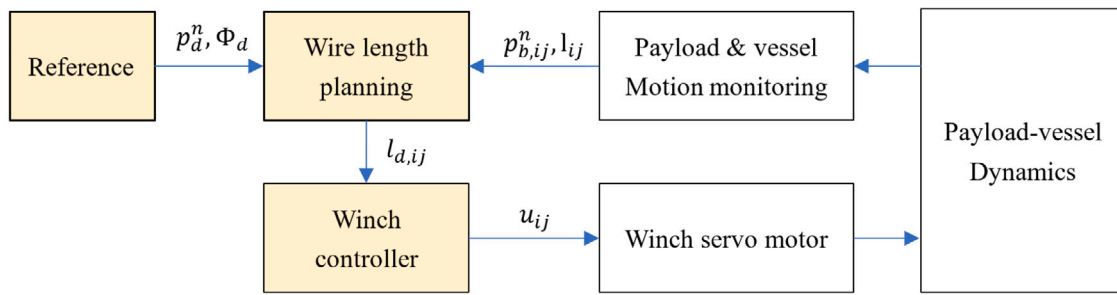 Reference
p_d^n, Φ_d
Wire length
planning
p_{b,ij}^n, l_{ij}
Payload & vessel
Motion monitoring
Payload-vessel
Dynamics
l_{d,ij}
Winch
controller
u_{ij}
Winch servo motor